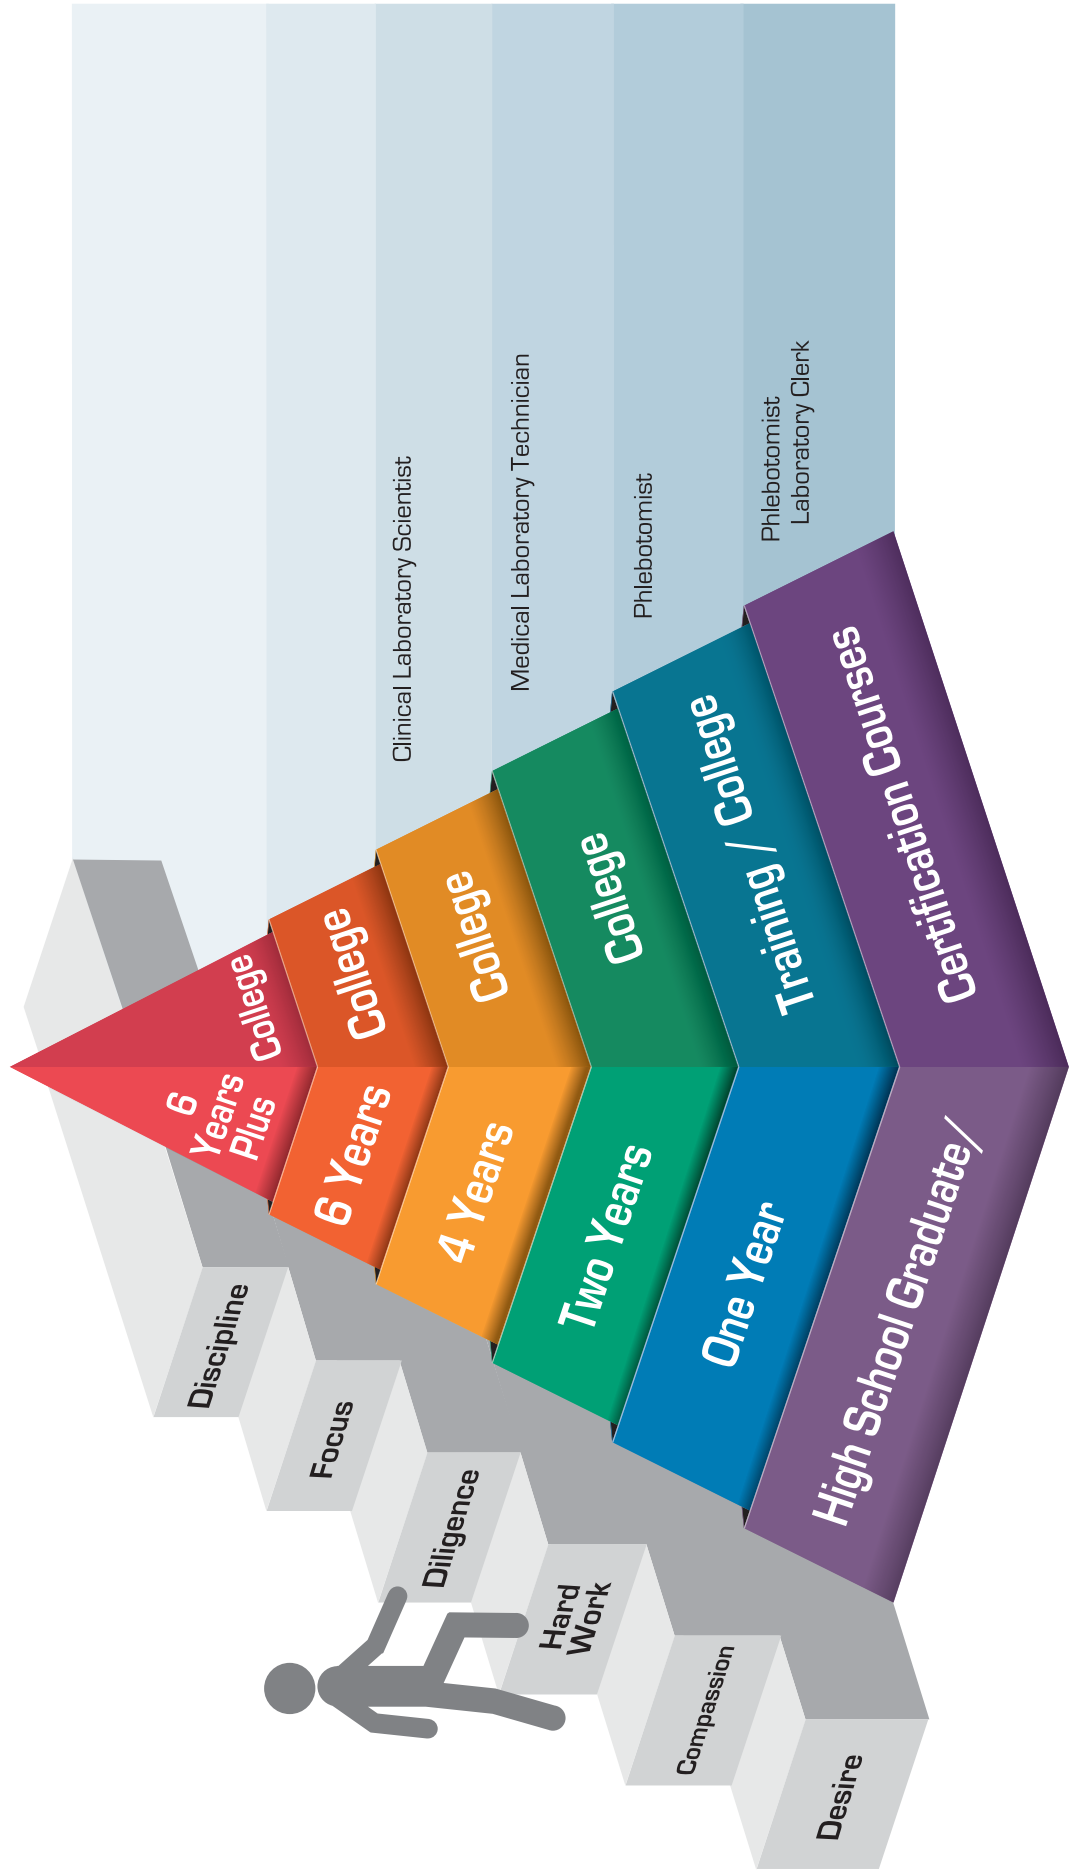 Discipline
Focus
Diligence
Hard
Work
Compassion
Desire
6
Years
Plus
College
6 Years
College
4 Years
College
Two Years
College
One Year
Training / College
High School Graduate/
Certification Courses
Clinical Laboratory Scientist
Medical Laboratory Technician
Phlebotomist
Phlebotomist
Laboratory Clerk